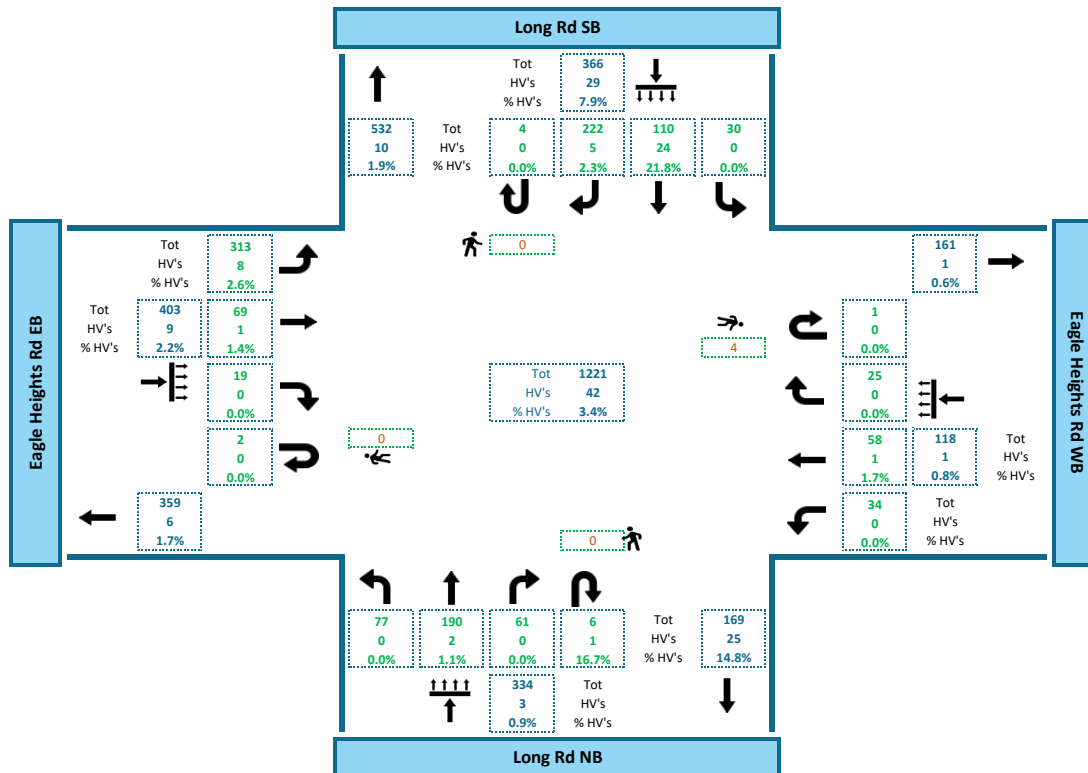 Long Rd SB
Tot 366
HV's 29
% HV's 7.9%
532 Tot 4 222 110 30
10 HV's 0 5 24 0
1.9% % HV's 0.0% 2.3% 21.8% 0.0%
0
Tot 313
HV's 8
% HV's 2.6%
161
1
0.6%
Tot 403 69
HV's 9 1
% HV's 2.2% 1.4%
1
0
0.0%
4
Eagle Heights Rd EB
Eagle Heights Rd WB
19
0
0.0%
Tot 1221
HV's 42
% HV's 3.4%
25
0
0.0%
2
0
0.0%
0
58 118 Tot
1 1 HV's
1.7% 0.8% % HV's
359
6
1.7%
34 Tot
0 HV's
0.0% % HV's
0
77 190 61 6 Tot 169
0 2 0 1 HV's 25
0.0% 1.1% 0.0% 16.7% % HV's 14.8%
334 Tot
3 HV's
0.9% % HV's
Long Rd NB